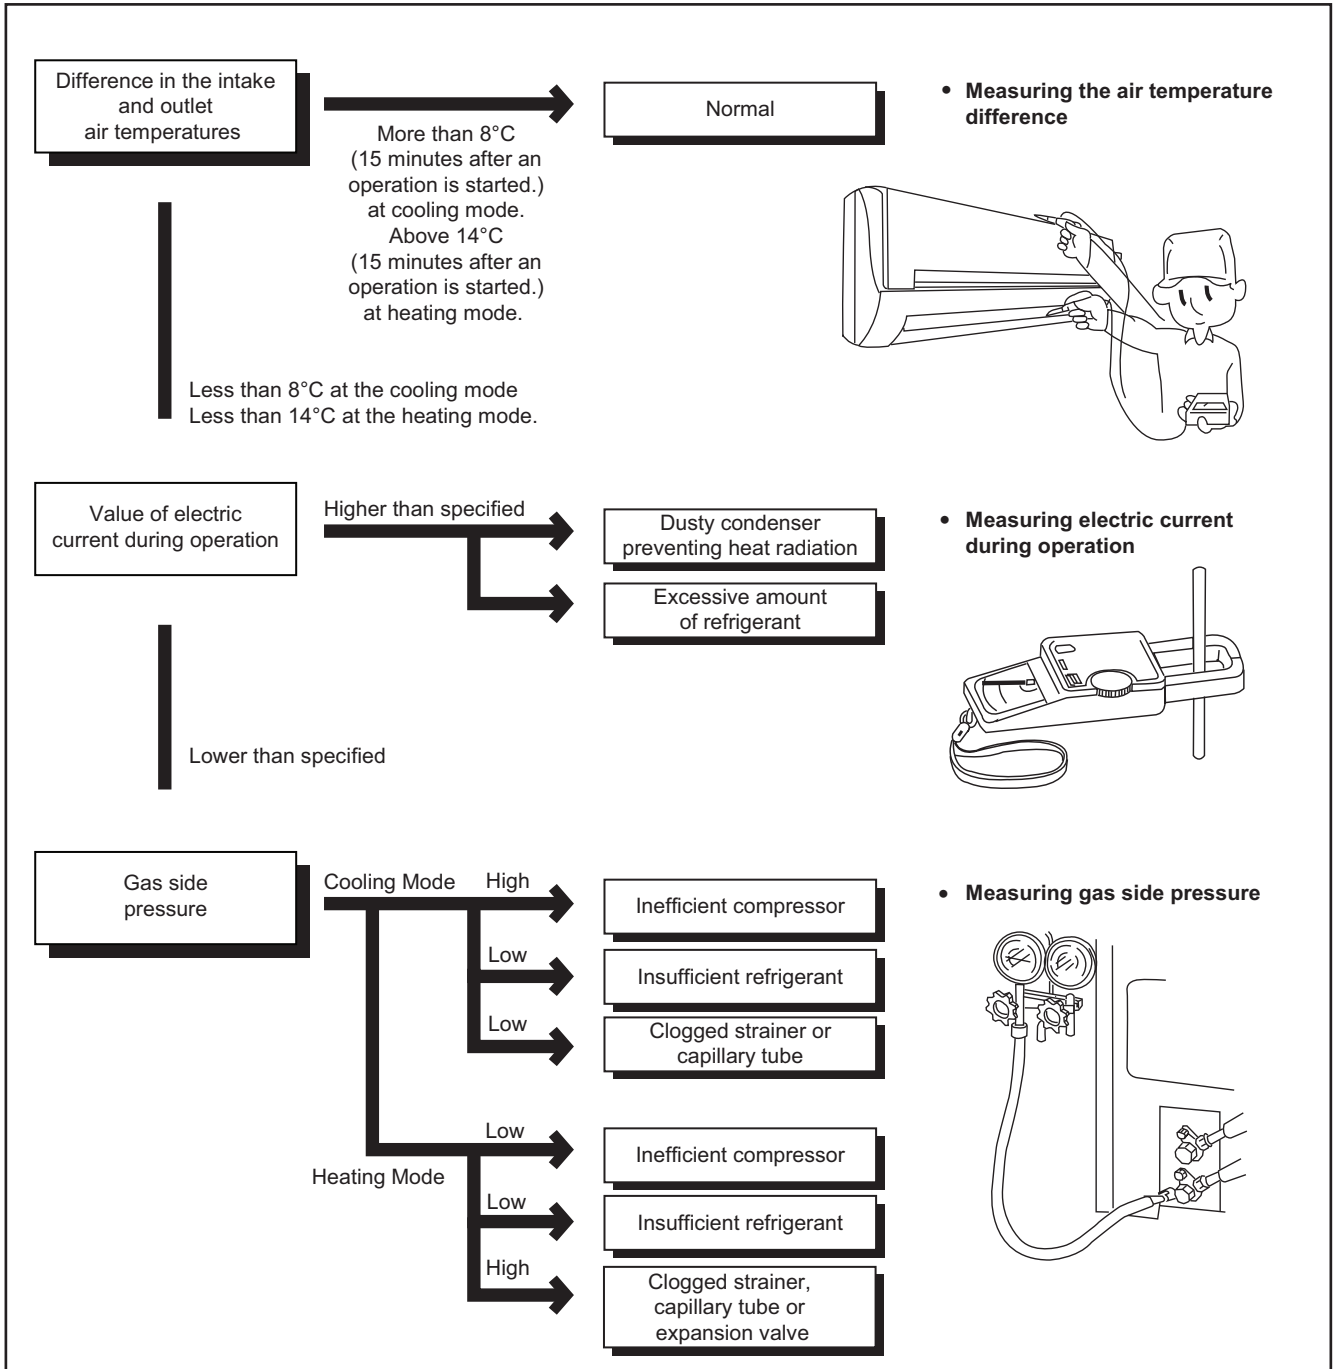 Difference in the intake
and outlet
air temperatures
More than 8°C
(15 minutes after an
operation is started.)
at cooling mode.
Above 14°C
(15 minutes after an
operation is started.)
at heating mode.
Normal
• Measuring the air temperature
difference
Less than 8°C at the cooling mode
Less than 14°C at the heating mode.
Value of electric
current during operation
Higher than specified
Dusty condenser
preventing heat radiation
Excessive amount
of refrigerant
• Measuring electric current
during operation
Lower than specified
Gas side
pressure
Cooling Mode
High
Inefficient compressor
Low
Insufficient refrigerant
Low
Clogged strainer or
capillary tube
• Measuring gas side pressure
Heating Mode
Low
Inefficient compressor
Low
Insufficient refrigerant
High
Clogged strainer,
capillary tube or
expansion valve